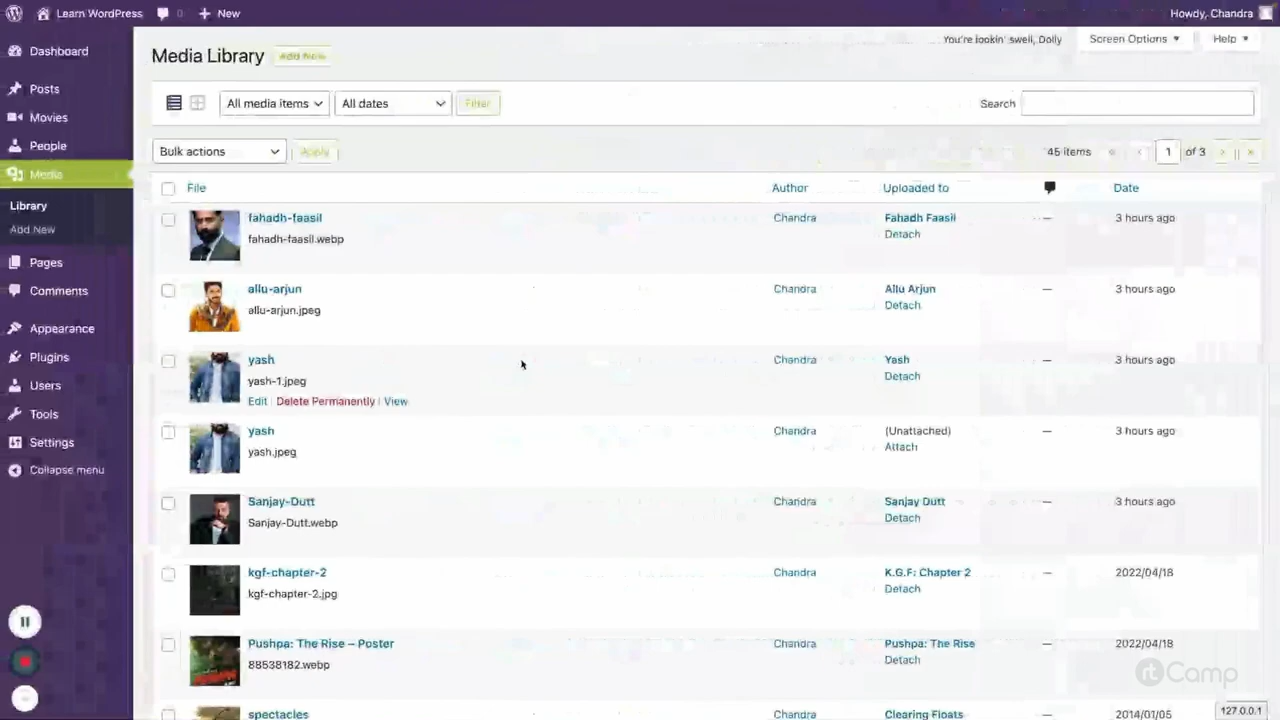 Learn WordPress
New
Howdy, Chandra
Dashboard
Posts
Movies
People
Media
Library
Add New
Pages
Comments
Appearance
Plugins
Users
Tools
Settings
Collapse menu
You're lookin' swell, Dolly
Screen Options
Help
Media Library
Add New
All media items
All dates
Filter
Search
Bulk actions
Apply
45 items « ‹ 1 of 3 › »
File Author Uploaded to Date
fahadh-faasil Chandra Fahadh Faasil — 3 hours ago
fahadh-faasil.webp Detach
allu-arjun Chandra Allu Arjun — 3 hours ago
allu-arjun.jpeg Detach
yash Chandra Yash — 3 hours ago
yash-1.jpeg Detach
Edit | Delete Permanently | View
yash Chandra (Unattached) — 3 hours ago
yash.jpeg Attach
Sanjay-Dutt Chandra Sanjay Dutt — 3 hours ago
Sanjay-Dutt.webp Detach
kgf-chapter-2 Chandra K.G.F: Chapter 2 — 2022/04/18
kgf-chapter-2.jpg Detach
Pushpa: The Rise – Poster Chandra Pushpa: The Rise — 2022/04/18
88538182.webp Detach
spectacles Chandra Clearing Floats — 2014/01/05
rtCamp
127.0.0.1